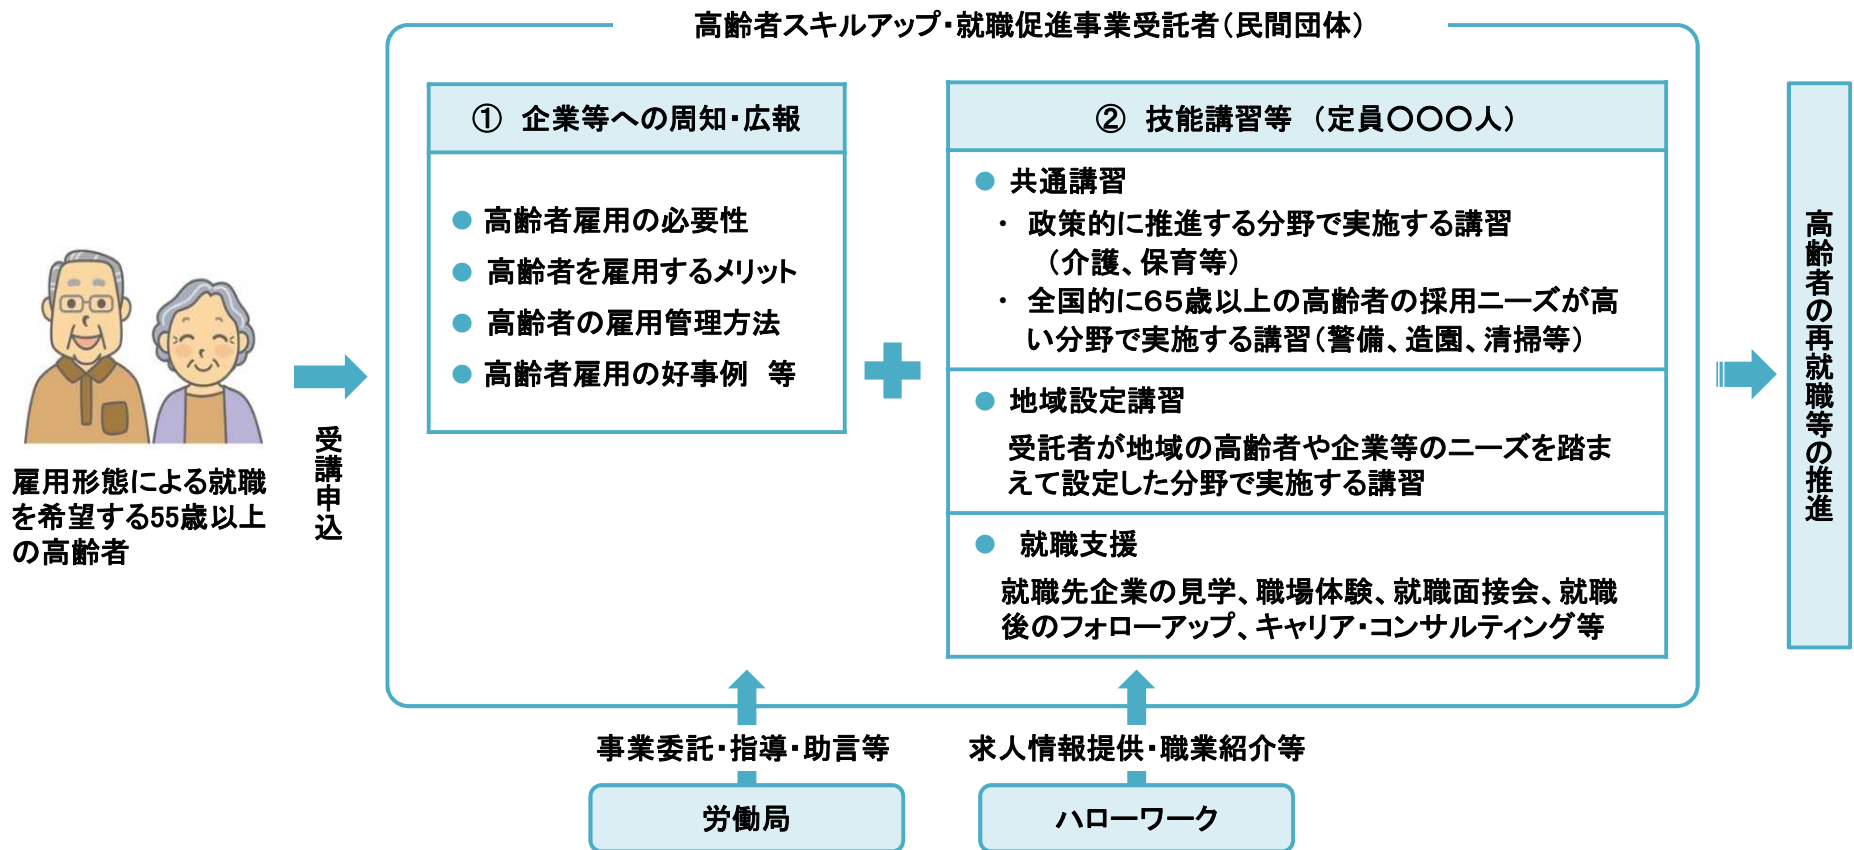 高齢者スキルアップ・就職促進事業受託者（民間団体）
① 企業等への周知・広報
● 高齢者雇用の必要性
● 高齢者を雇用するメリット
● 高齢者の雇用管理方法
● 高齢者雇用の好事例 等
② 技能講習等 （定員〇〇〇人）
● 共通講習
・ 政策的に推進する分野で実施する講習
（介護、保育等）
・ 全国的に６５歳以上の高齢者の採用ニーズが高
い分野で実施する講習（警備、造園、清掃等）
● 地域設定講習
受託者が地域の高齢者や企業等のニーズを踏ま
えて設定した分野で実施する講習
● 就職支援
就職先企業の見学、職場体験、就職面接会、就職
後のフォローアップ、キャリア・コンサルティング等
雇用形態による就職
を希望する55歳以上
の高齢者
受講申込
高齢者の再就職等の推進
事業委託・指導・助言等
求人情報提供・職業紹介等
労働局
ハローワーク